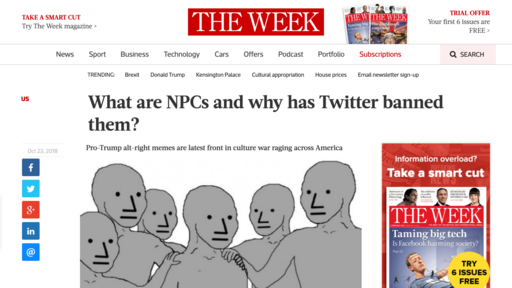 TAKE A SMART CUT
Try The Week magazine >
THE WEEK
TRIAL OFFER
Your first 6 issues are
FREE >
News Sport Business Technology Cars Offers Podcast Portfolio Subscriptions SEARCH
TRENDING: Brexit Donald Trump Kensington Palace Cultural appropriation House prices Email newsletter sign-up
US
What are NPCs and why has Twitter banned
them?
Oct 23, 2018
Pro-Trump alt-right memes are latest front in culture war raging across America
Information overload?
Take a smart cut
THE WEEK
Taming big tech
Is Facebook harming society?
TRY
6 ISSUES
FREE